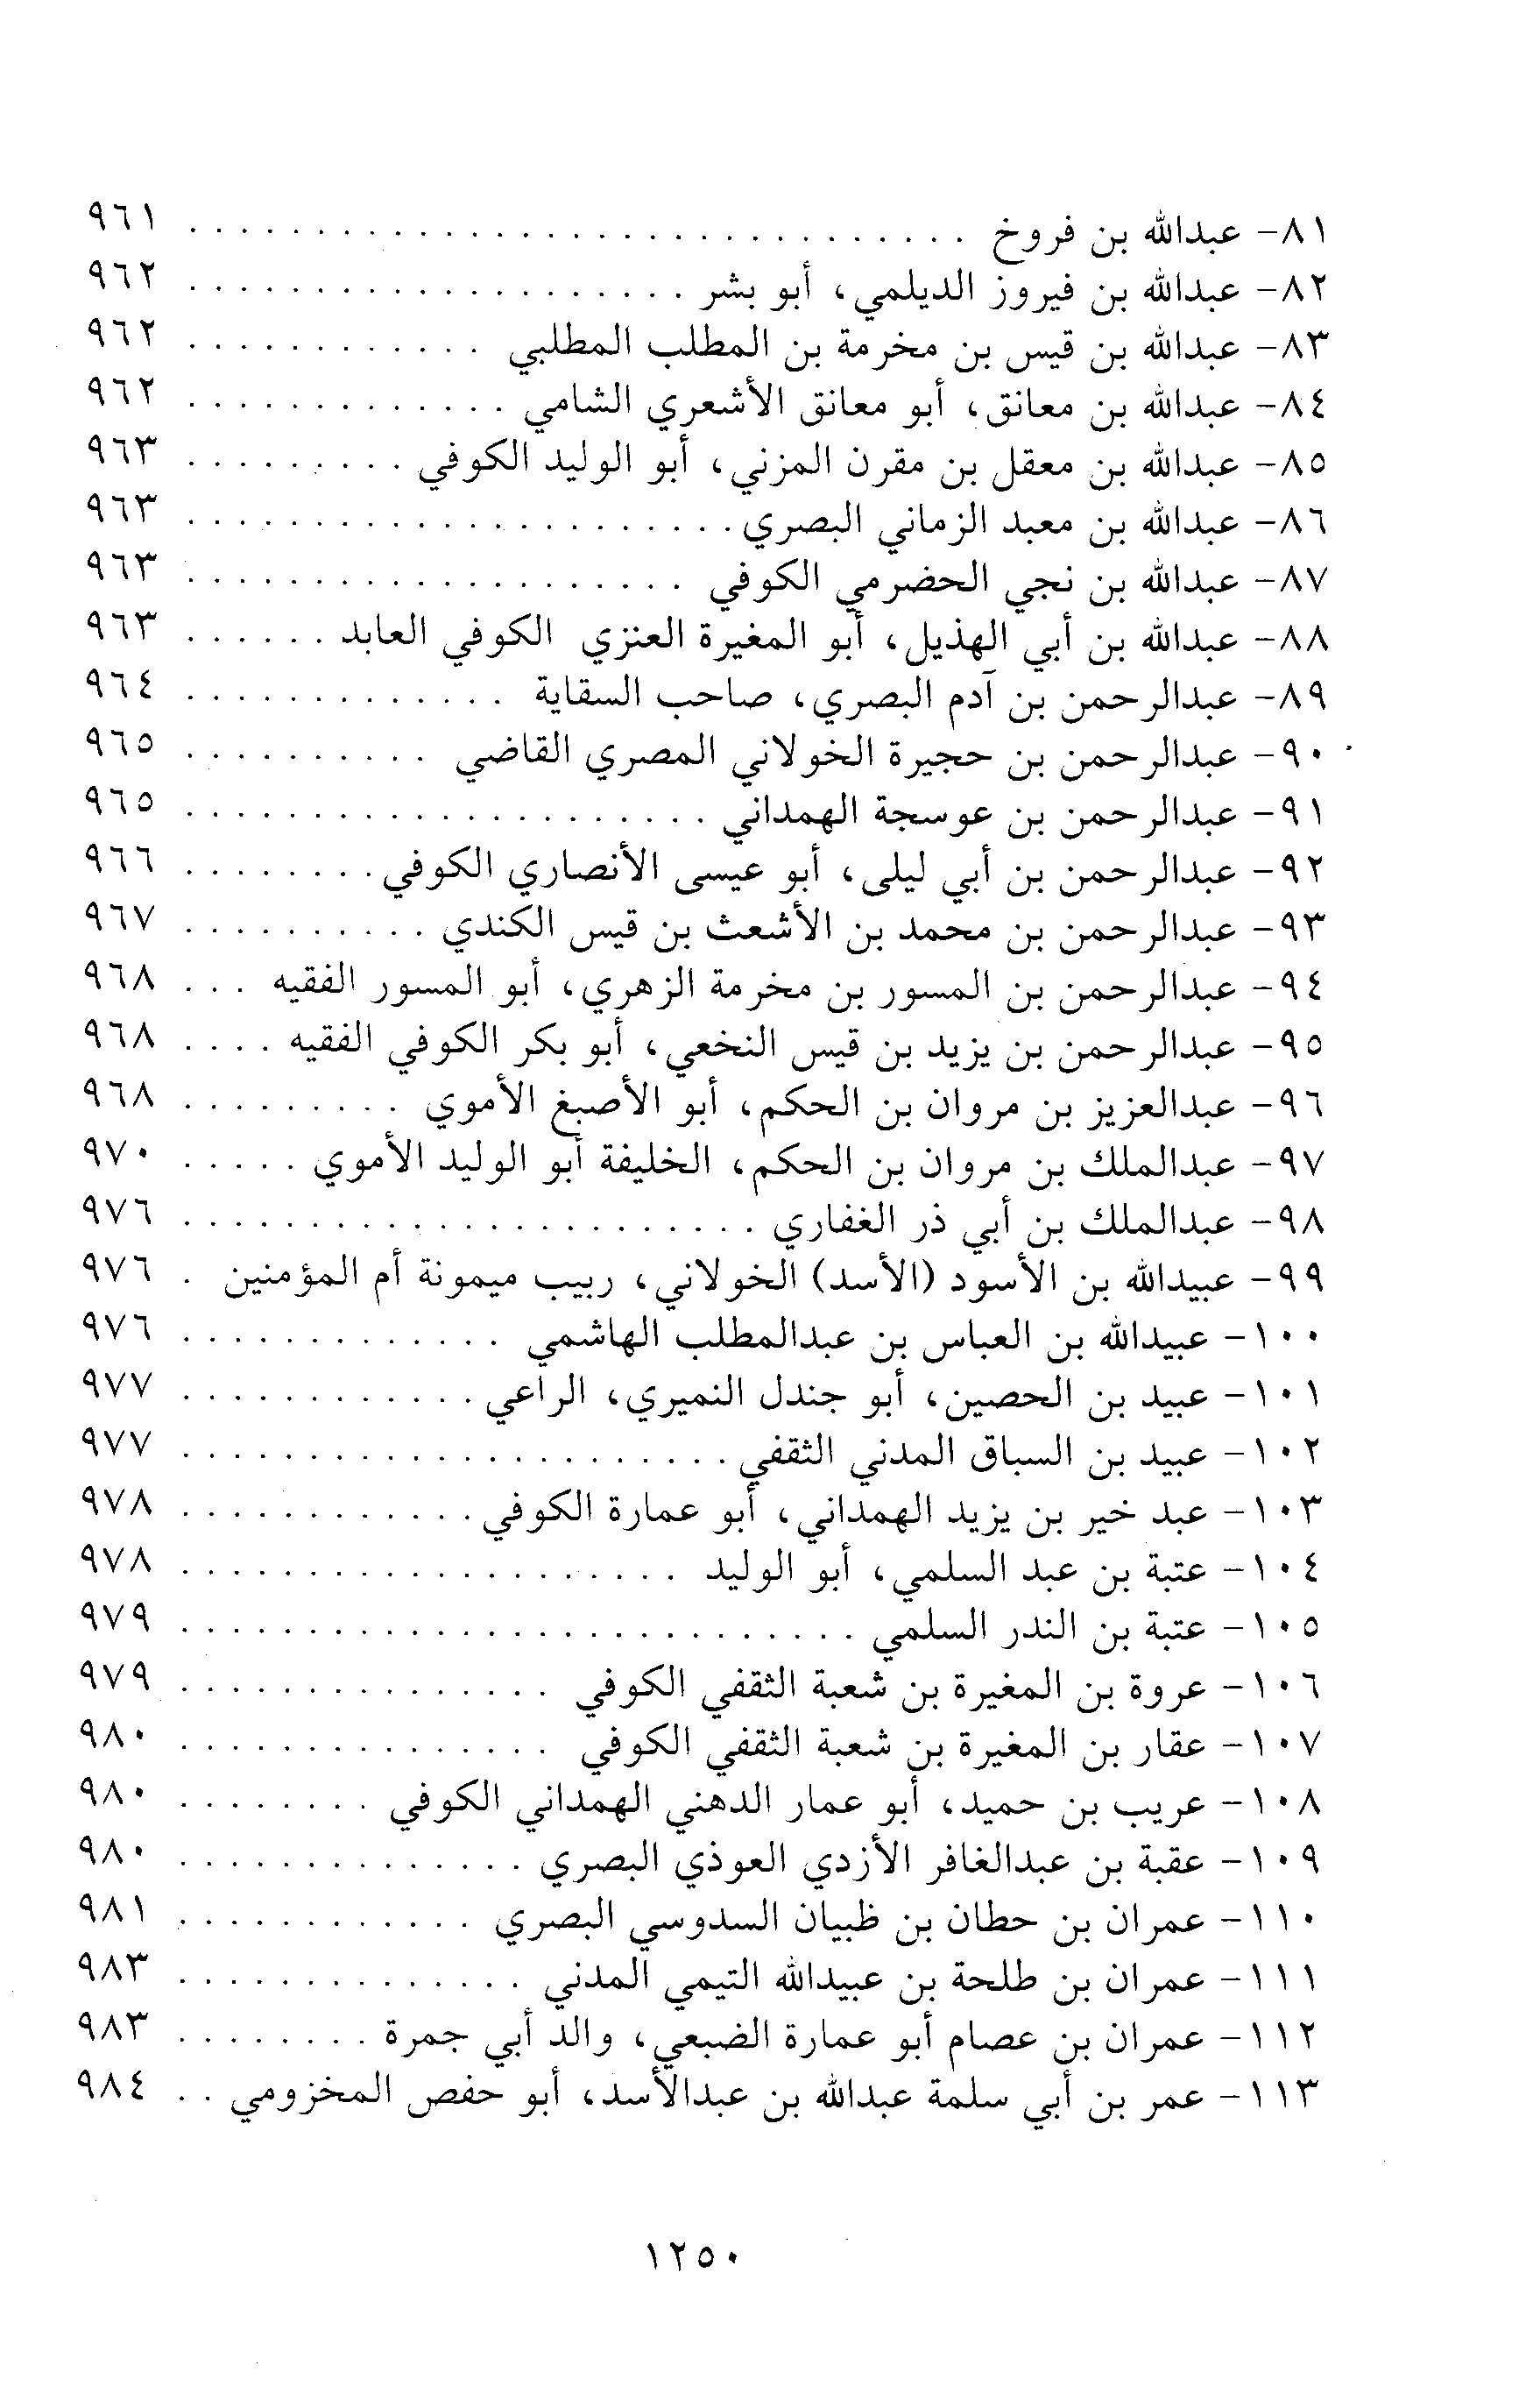 ٨١- عبدالله بن فروخ . . . . . . . . . . . . . . . . . . . . . . . . . . . . . . . ٩٦١
٨٢- عبدالله بن فيروز الديلمي، أبو بشر . . . . . . . . . . . . . . . . . . . . ٩٦٢
٨٣- عبدالله بن قيس بن مخرمة بن المطلب المطلبي . . . . . . . . . . . . ٩٦٢
٨٤- عبدالله بن معانق، أبو معانق الأشعري الشامي . . . . . . . . . . . . . ٩٦٢
٨٥- عبدالله بن معقل بن مقرن المزني، أبو الوليد الكوفي . . . . . . . . . ٩٦٣
٨٦- عبدالله بن معبد الزماني البصري . . . . . . . . . . . . . . . . . . . . . . ٩٦٣
٨٧- عبدالله بن نجي الحضرمي الكوفي . . . . . . . . . . . . . . . . . . . . ٩٦٣
٨٨- عبدالله بن أبي الهذيل، أبو المغيرة العنزي الكوفي العابد . . . . . . ٩٦٣
٨٩- عبدالرحمن بن آدم البصري، صاحب السقاية . . . . . . . . . . . . . ٩٦٤
٩٠- عبدالرحمن بن حجيرة الخولاني المصري القاضي . . . . . . . . . . ٩٦٥
٩١- عبدالرحمن بن عوسجة الهمداني . . . . . . . . . . . . . . . . . . . . . ٩٦٥
٩٢- عبدالرحمن بن أبي ليلى، أبو عيسى الأنصاري الكوفي . . . . . . . . ٩٦٦
٩٣- عبدالرحمن بن محمد بن الأشعث بن قيس الكندي . . . . . . . . . . ٩٦٧
٩٤- عبدالرحمن بن المسور بن مخرمة الزهري، أبو المسور الفقيه . . . ٩٦٨
٩٥- عبدالرحمن بن يزيد بن قيس النخعي، أبو بكر الكوفي الفقيه . . . . ٩٦٨
٩٦- عبدالعزيز بن مروان بن الحكم، أبو الأصبغ الأموي . . . . . . . . . ٩٦٨
٩٧- عبدالملك بن مروان بن الحكم، الخليفة أبو الوليد الأموي . . . . . ٩٧٠
٩٨- عبدالملك بن أبي ذر الغفاري . . . . . . . . . . . . . . . . . . . . . . . ٩٧٦
٩٩- عبيدالله بن الأسود (الأسد) الخولاني، ربيب ميمونة أم المؤمنين . ٩٧٦
١٠٠- عبيدالله بن العباس بن عبدالمطلب الهاشمي . . . . . . . . . . . . . ٩٧٦
١٠١- عبيد بن الحصين، أبو جندل النميري، الراعي . . . . . . . . . . . . ٩٧٧
١٠٢- عبيد بن السباق المدني الثقفي . . . . . . . . . . . . . . . . . . . . . . ٩٧٧
١٠٣- عبد خير بن يزيد الهمداني، أبو عمارة الكوفي . . . . . . . . . . . . ٩٧٨
١٠٤- عتبة بن عبد السلمي، أبو الوليد . . . . . . . . . . . . . . . . . . . . ٩٧٨
١٠٥- عتبة بن الندر السلمي . . . . . . . . . . . . . . . . . . . . . . . . . . . ٩٧٩
١٠٦- عروة بن المغيرة بن شعبة الثقفي الكوفي . . . . . . . . . . . . . . . ٩٧٩
١٠٧- عقار بن المغيرة بن شعبة الثقفي الكوفي . . . . . . . . . . . . . . . ٩٨٠
١٠٨- عريب بن حميد، أبو عمار الدهني الهمداني الكوفي . . . . . . . . ٩٨٠
١٠٩- عقبة بن عبدالغافر الأزدي العوذي البصري . . . . . . . . . . . . . . ٩٨٠
١١٠- عمران بن حطان بن ظبيان السدوسي البصري . . . . . . . . . . . . ٩٨١
١١١- عمران بن طلحة بن عبيدالله التيمي المدني . . . . . . . . . . . . . . ٩٨٣
١١٢- عمران بن عصام أبو عمارة الضبعي، والد أبي جمرة . . . . . . . . ٩٨٣
١١٣- عمر بن أبي سلمة عبدالله بن عبدالأسد، أبو حفص المخزومي . . ٩٨٤
١٢٥٠